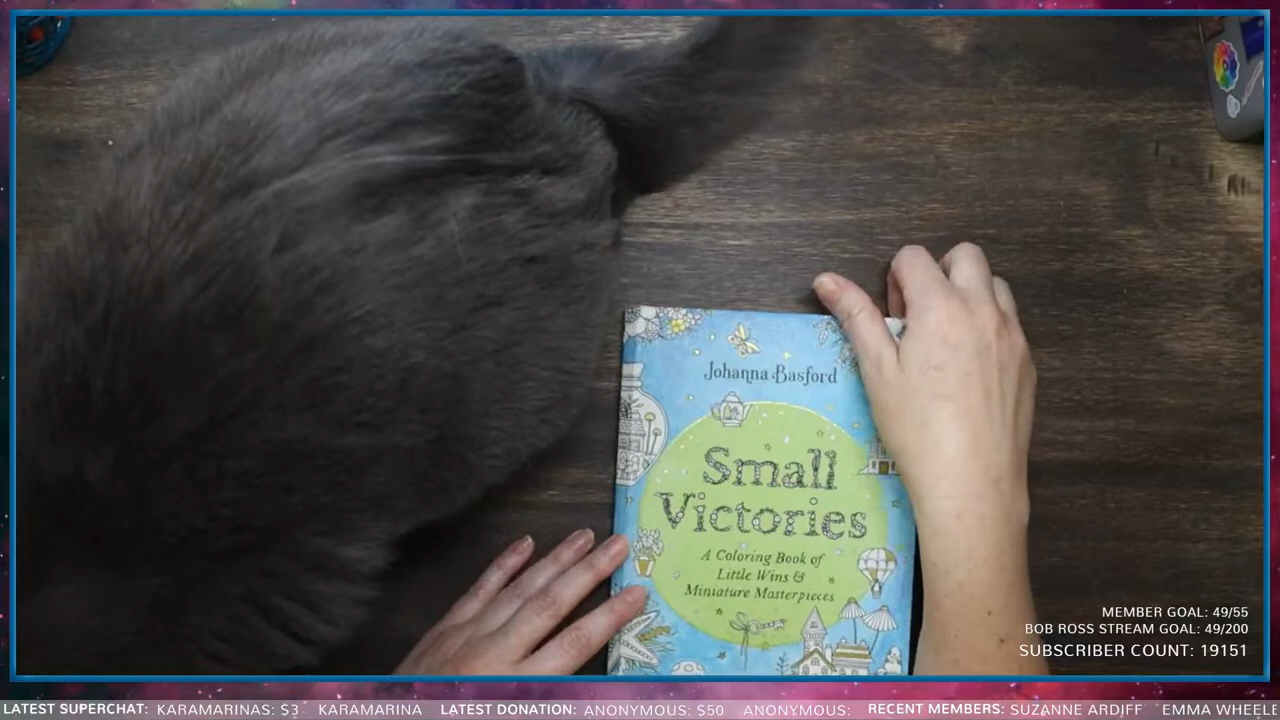 Johanna Basford
Small
Victories
A Coloring Book of
Little Wins &
Miniature Masterpieces
MEMBER GOAL: 49/55
BOB ROSS STREAM GOAL: 49/200
SUBSCRIBER COUNT: 19151
LATEST SUPERCHAT: KARAMARINAS: $3 KARAMARINA LATEST DONATION: ANONYMOUS: $50 ANONYMOUS: RECENT MEMBERS: SUZANNE ARDIFF EMMA WHEELE